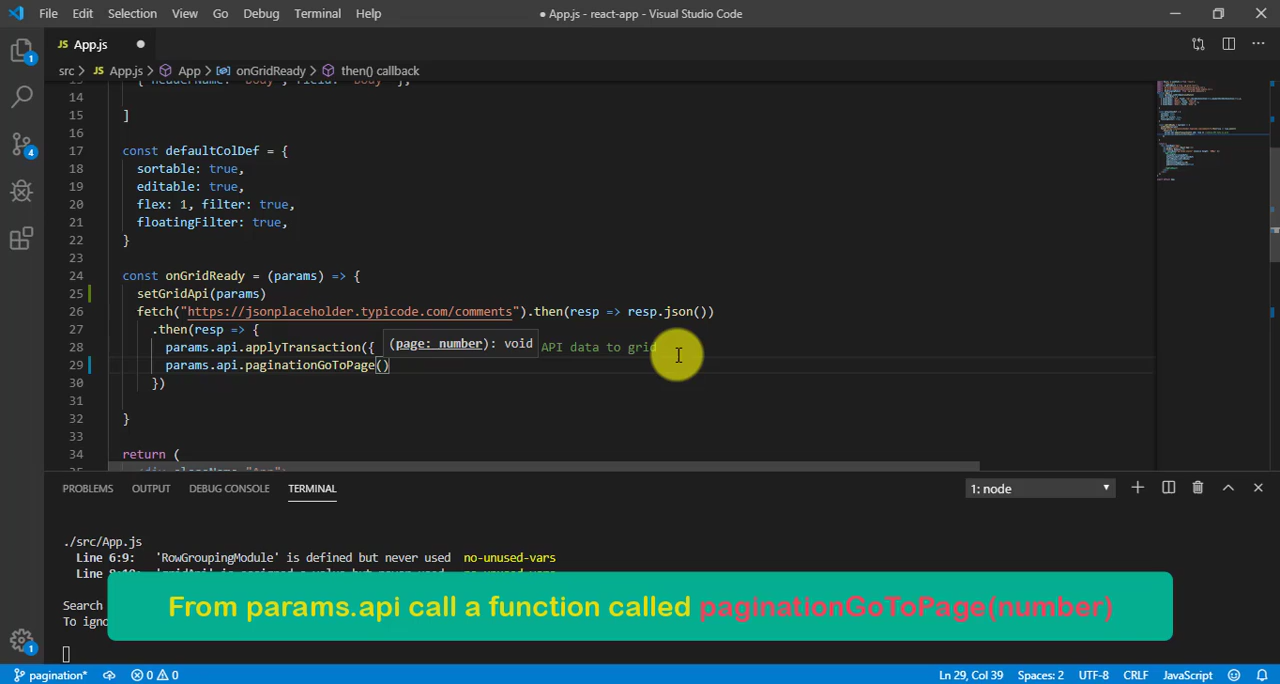 File Edit Selection View Go Debug Terminal Help
● App.js - react-app - Visual Studio Code
JS App.js ●
src > JS App.js > App > onGridReady > then() callback
14
15 ]
16
17 const defaultColDef = {
18 sortable: true,
19 editable: true,
20 flex: 1, filter: true,
21 floatingFilter: true,
22 }
23
24 const onGridReady = (params) => {
25 setGridApi(params)
26 fetch("https://jsonplaceholder.typicode.com/comments").then(resp => resp.json())
27 .then(resp => {
(page: number): void
28 params.api.applyTransaction({ API data to grid
29 params.api.paginationGoToPage()
30 })
31
32 }
33
34 return (
PROBLEMS OUTPUT DEBUG CONSOLE TERMINAL
1: node
./src/App.js
Line 6:9: 'RowGroupingModule' is defined but never used no-unused-vars
Search
To igno
From params.api call a function called paginationGoToPage(number)
pagination* 0 0 Ln 29, Col 39 Spaces: 2 UTF-8 CRLF JavaScript
1
4
1